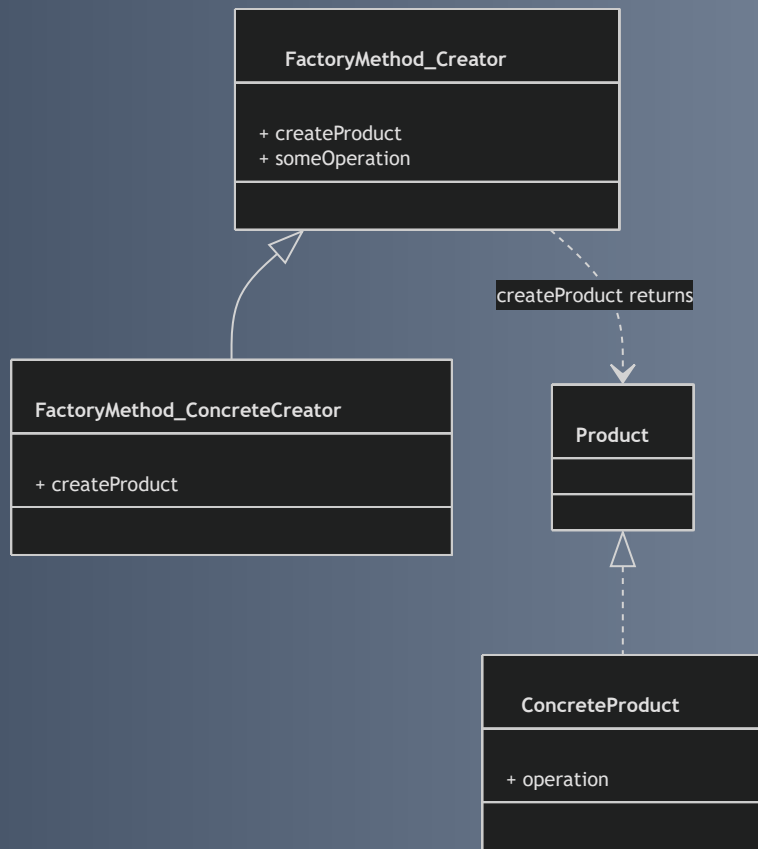 FactoryMethod_Creator
+ createProduct
+ someOperation
createProduct returns
FactoryMethod_ConcreteCreator
+ createProduct
Product
ConcreteProduct
+ operation